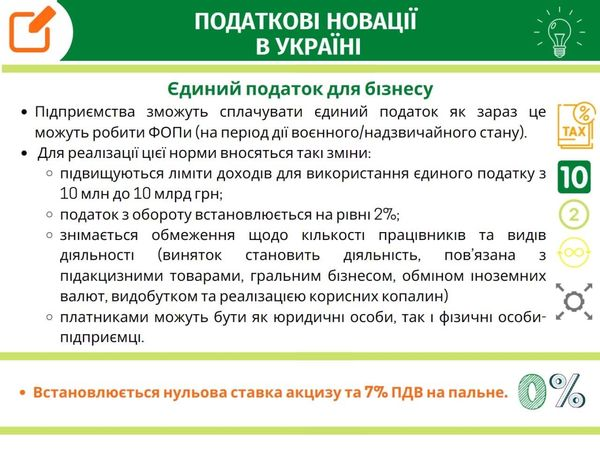 ПОДАТКОВІ НОВАЦІЇ
В УКРАЇНІ
Єдиний податок для бізнесу
• Підприємства зможуть сплачувати єдиний податок як зараз це
можуть робити ФОПи (на період дії воєнного/надзвичайного стану).
• Для реалізації цієї норми вносяться такі зміни:
◦ підвищуються ліміти доходів для використання єдиного податку з
10 млн до 10 млрд грн;
◦ податок з обороту встановлюється на рівні 2%;
◦ знімається обмеження щодо кількості працівників та видів
діяльності (виняток становить діяльність, пов’язана з
підакцизними товарами, гральним бізнесом, обміном іноземних
валют, видобутком та реалізацією корисних копалин)
◦ платниками можуть бути як юридичні особи, так і фізичні особи-
підприємці.
%
TAX
10
2
• Встановлюється нульова ставка акцизу та 7% ПДВ на пальне.
0%